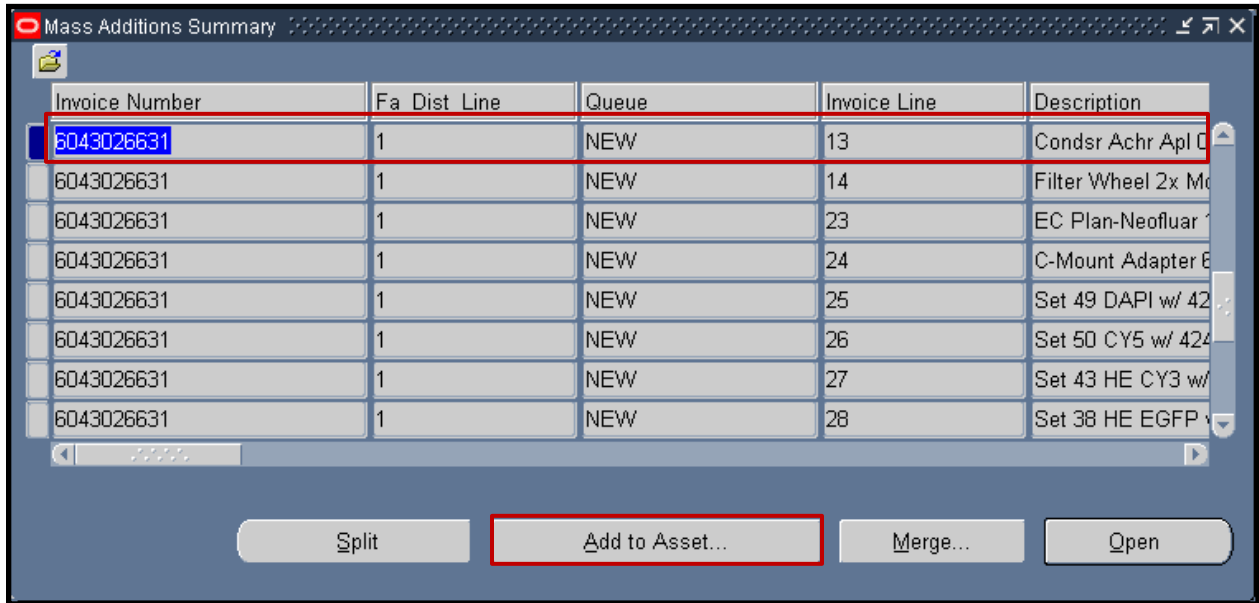 Mass Additions Summary
Invoice Number Fa Dist Line Queue Invoice Line Description
6043026631 1 NEW 13 Condsr Achr Apl
6043026631 1 NEW 14 Filter Wheel 2x
6043026631 1 NEW 23 EC Plan-Neofluar
6043026631 1 NEW 24 C-Mount Adapter
6043026631 1 NEW 25 Set 49 DAPI w/ 42
6043026631 1 NEW 26 Set 50 CY5 w/ 424
6043026631 1 NEW 27 Set 43 HE CY3 w/
6043026631 1 NEW 28 Set 38 HE EGFP
Split Add to Asset... Merge... Open